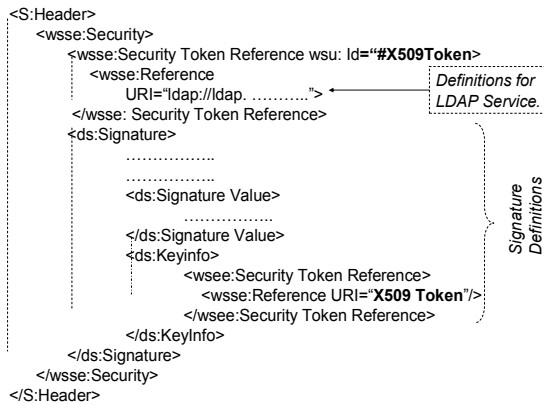 <S:Header>
<wsse:Security>
<wsse:Security Token Reference wsu: Id=“#X509Token>
<wsse:Reference
URI=“ldap://ldap. ………..”>
Definitions for
LDAP Service.
</wsse: Security Token Reference>
<ds:Signature>
……………..
……………..
<ds:Signature Value>
……………..
</ds:Signature Value>
<ds:Keyinfo>
<wsee:Security Token Reference>
<wsse:Reference URI=“X509 Token”/>
</wsee:Security Token Reference>
</ds:KeyInfo>
</ds:Signature>
</wsse:Security>
</S:Header>
Signature
Definitions